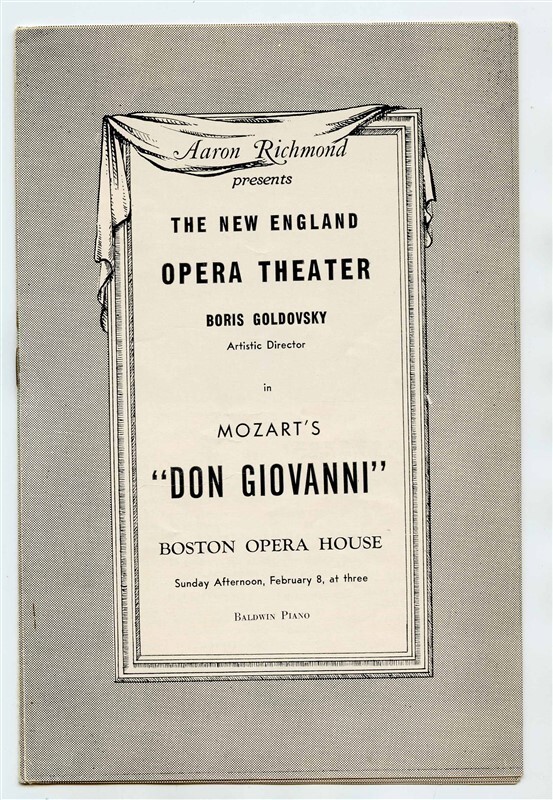 Aaron Richmond
presents
THE NEW ENGLAND
OPERA THEATER
BORIS GOLDOVSKY
Artistic Director
in
MOZART'S
"DON GIOVANNI"
BOSTON OPERA HOUSE
Sunday Afternoon, February 8, at three
BALDWIN PIANO